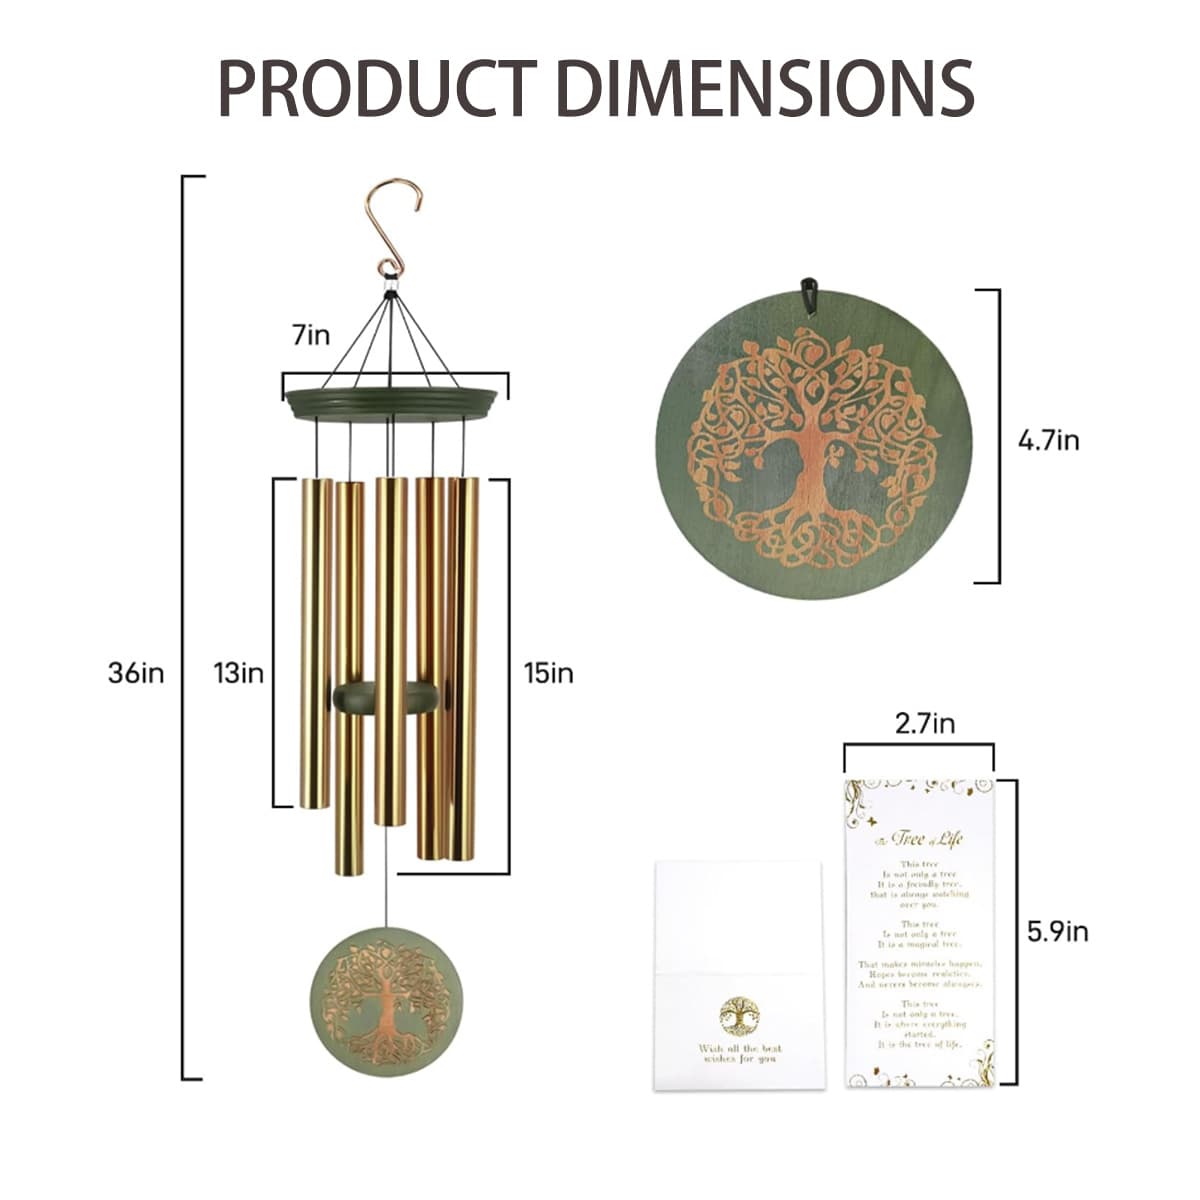 PRODUCT DIMENSIONS
7in
4.7in
36in
13in
15in
2.7in
The Tree of Life
This tree
Is not only a tree
It is a friendly tree,
that is always watching
over you.
This tree
Is not only a tree
It is a magical tree.
That makes miracles happen,
Hopes become realities,
And nevers become always.
This tree
Is not only a tree.
It is where everything
started.
It is the tree of life.
5.9in
Wish all the best
wishes for you